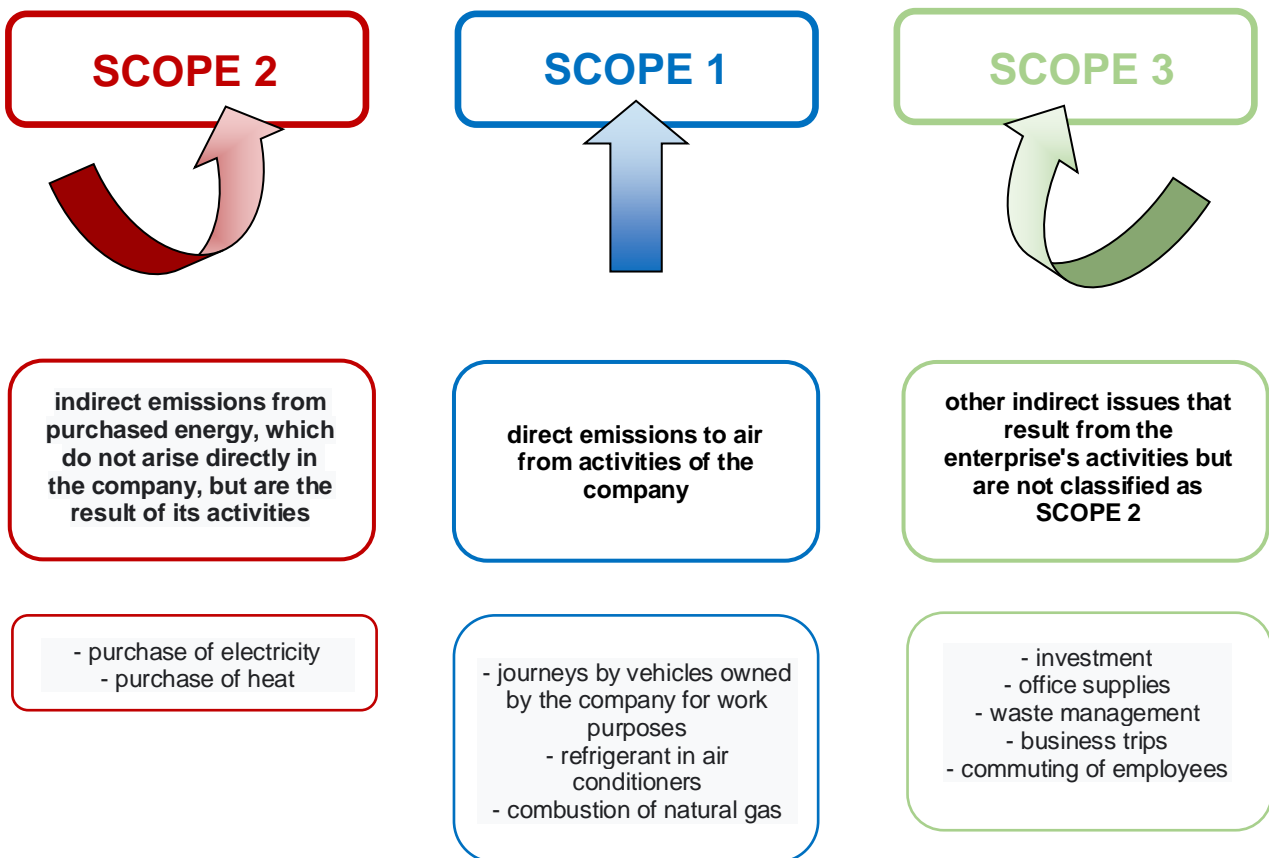 SCOPE 2
SCOPE 1
SCOPE 3
indirect emissions from
purchased energy, which
do not arise directly in
the company, but are the
result of its activities
direct emissions to air
from activities of the
company
other indirect issues that
result from the
enterprise's activities but
are not classified as
SCOPE 2
- purchase of electricity
- purchase of heat
- journeys by vehicles owned
by the company for work
purposes
- refrigerant in air
conditioners
- combustion of natural gas
- investment
- office supplies
- waste management
- business trips
- commuting of employees